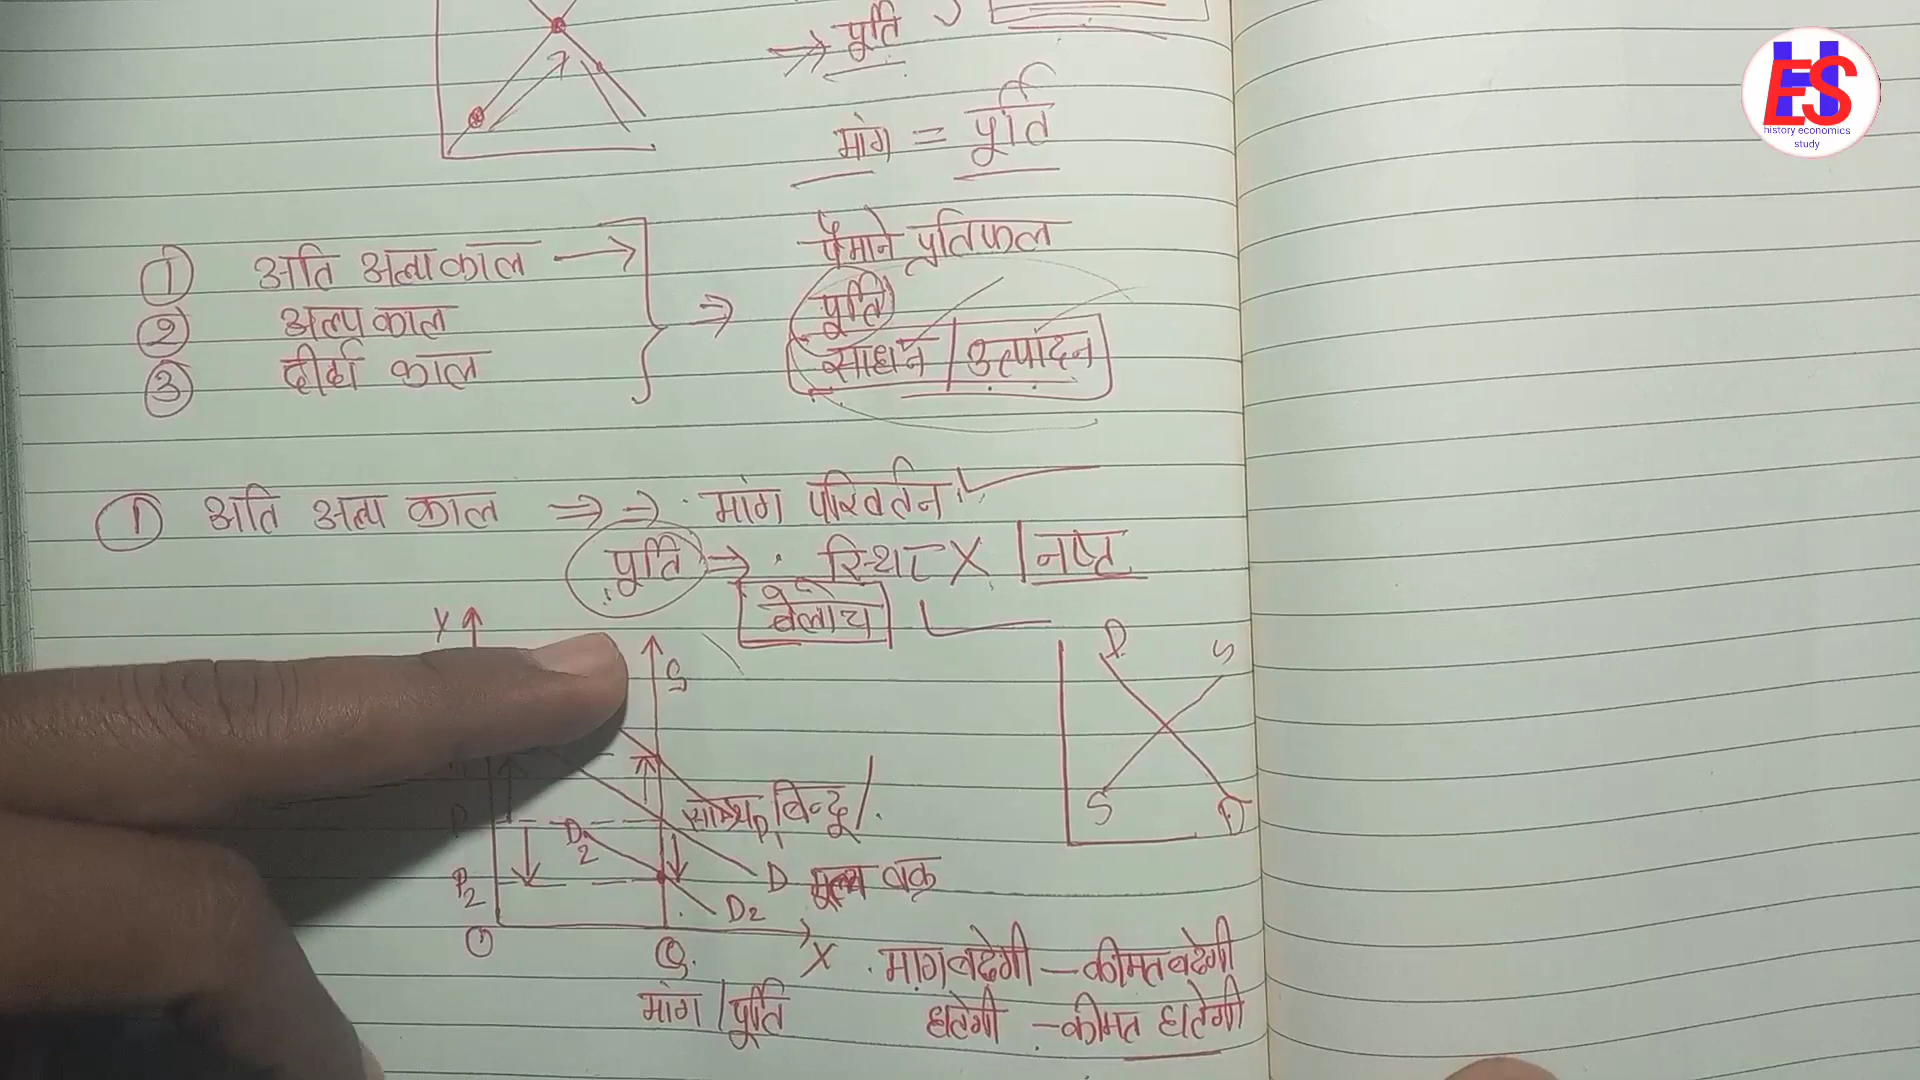 HES
history economics
study
→ पूर्ति
मांग = पूर्ति
पैमाने प्रतिफल
① अति अल्पकाल →
② अल्पकाल
③ दीर्घ काल
⇒ पूर्ति
साधन | उत्पादन
① अति अल्प काल ⇒ ⇒ मांग परिवर्तन
पूर्ति → स्थिर X | नष्ट
बेलोच
Y
S
D S
S D
साम्य बिन्दू
P
D2
D1
P2
D मूल्य वक्र
D2
O Q X
मांग बढ़ेगी – कीमत बढेगी
मांग / पूर्ति
घटेगी – कीमत घटेगी